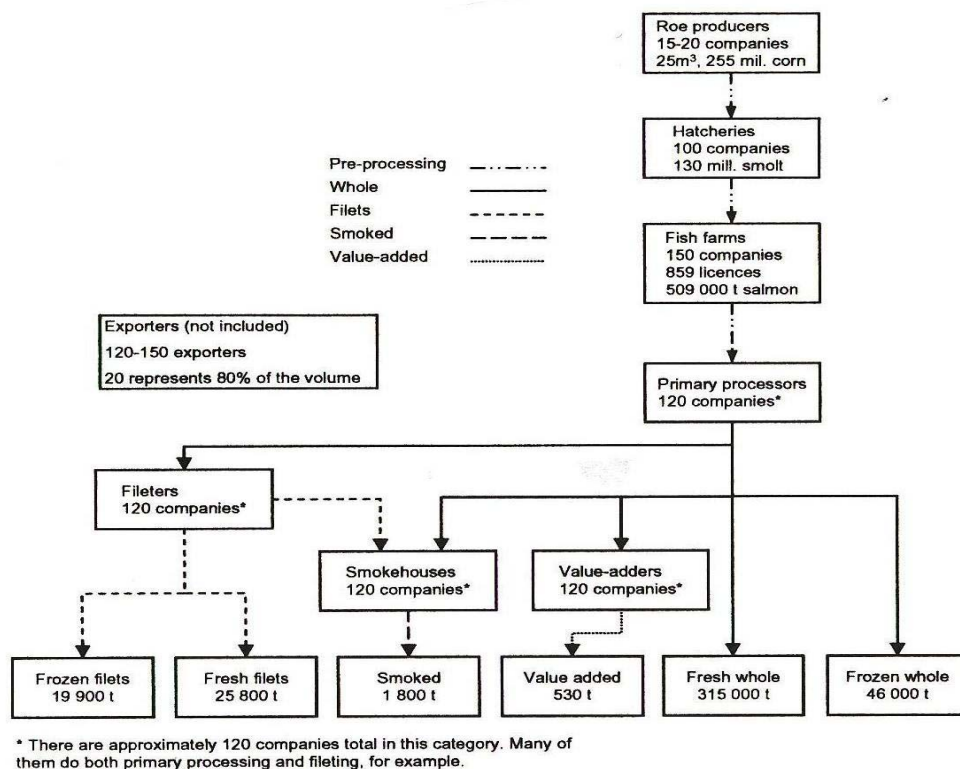 Roe producers
15-20 companies
25m³, 255 mil. corn
Hatcheries
100 companies
130 mill. smolt
Pre-processing
Whole
Filets
Smoked
Value-added
Fish farms
150 companies
859 licences
509 000 t salmon
Exporters (not included)
120-150 exporters
20 represents 80% of the volume
Primary processors
120 companies*
Fileters
120 companies*
Smokehouses
120 companies*
Value-adders
120 companies*
Frozen filets
19 900 t
Fresh filets
25 800 t
Smoked
1 800 t
Value added
530 t
Fresh whole
315 000 t
Frozen whole
46 000 t
* There are approximately 120 companies total in this category. Many of
them do both primary processing and fileting, for example.